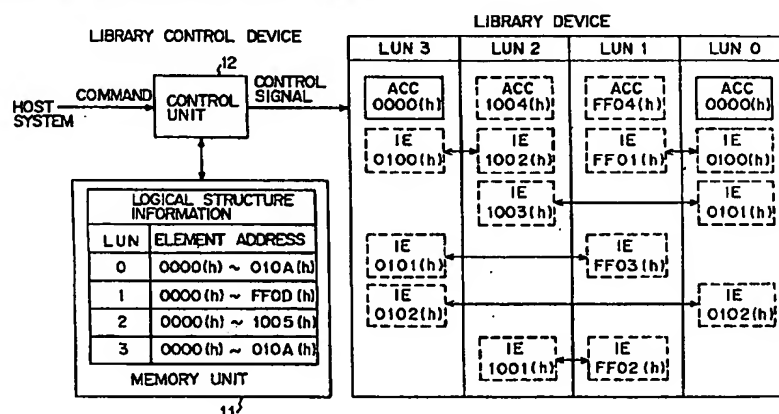 LIBRARY DEVICE
LIBRARY CONTROL DEVICE
12
HOST SYSTEM
COMMAND
CONTROL UNIT
CONTROL SIGNAL
LOGICAL STRUCTURE INFORMATION
LUN ELEMENT ADDRESS
0 0000(h) ~ 010A(h)
1 0000(h) ~ FF0D(h)
2 0000(h) ~ 1005(h)
3 0000(h) ~ 010A(h)
MEMORY UNIT
11
LUN 3 LUN 2 LUN 1 LUN 0
ACC 0000(h) ACC 1004(h) ACC FF04(h) ACC 0000(h)
IE 0100(h) IE 1002(h) IE FF01(h) IE 0100(h)
IE 1003(h) IE 0101(h)
IE 0101(h) IE FF03(h)
IE 0102(h) IE 0102(h)
IE 1001(h) IE FF02(h)